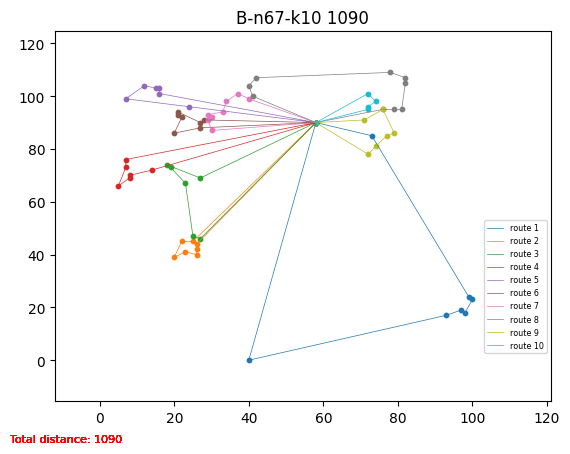 B-n67-k10 1090
120
100
80
60
40
20
0
0 20 40 60 80 100 120
route 1
route 2
route 3
route 4
route 5
route 6
route 7
route 8
route 9
route 10
Total distance: 1090